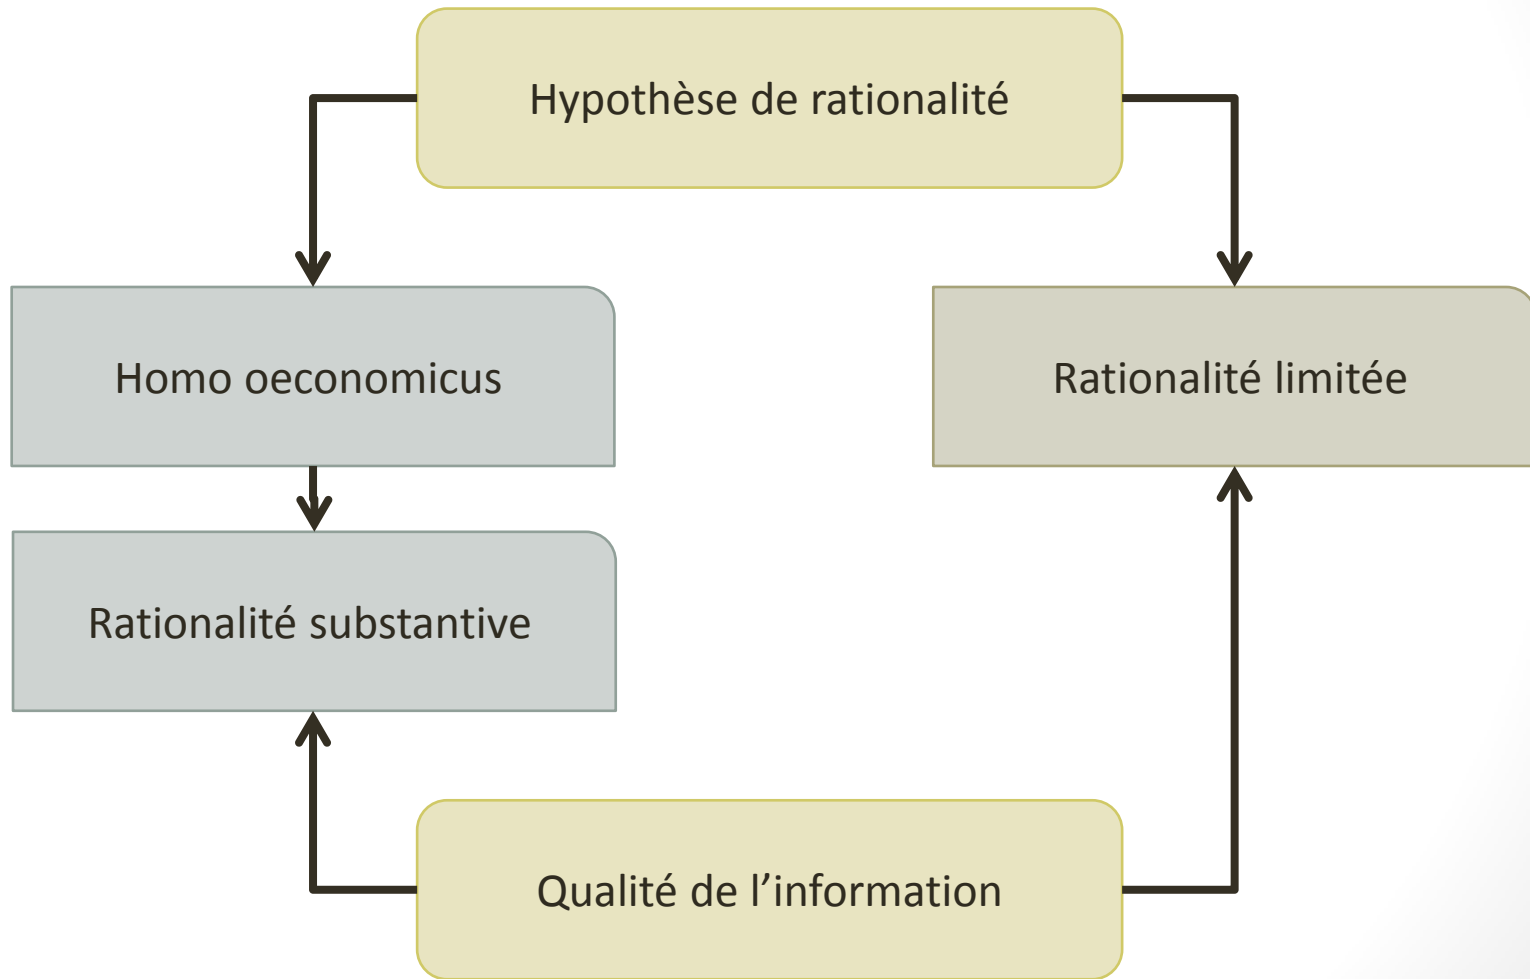 Hypothèse de rationalité
Homo oeconomicus
Rationalité limitée
Rationalité substantive
Qualité de l’information